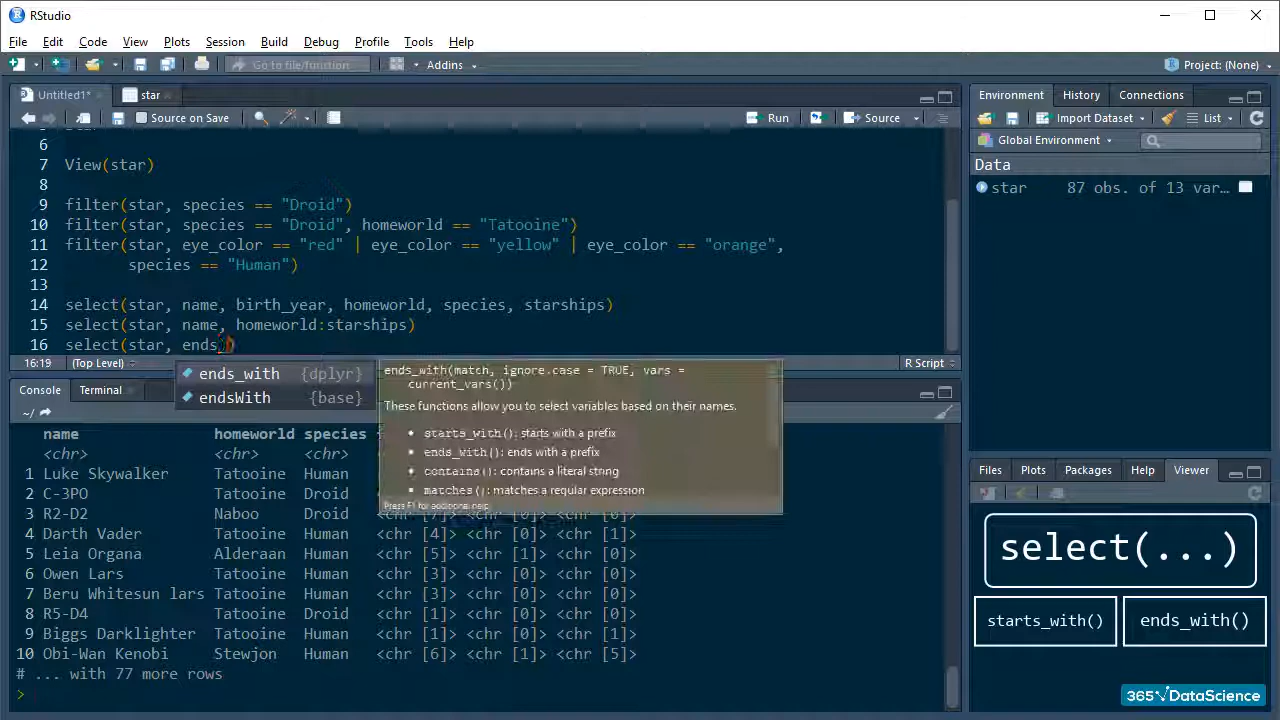 RStudio
File Edit Code View Plots Session Build Debug Profile Tools Help
Go to file/function Addins Project: (None)
Untitled1* star
Source on Save Run Source
6
7 View(star)
8
9 filter(star, species == "Droid")
10 filter(star, species == "Droid", homeworld == "Tatooine")
11 filter(star, eye_color == "red" | eye_color == "yellow" | eye_color == "orange",
12 species == "Human")
13
14 select(star, name, birth_year, homeworld, species, starships)
15 select(star, name, homeworld:starships)
16 select(star, ends
16:19 (Top Level) R Script
ends_with {dplyr}
endsWith {base}
ends_with(match, ignore.case = TRUE, vars =
current_vars())
These functions allow you to select variables based on their names.
• starts_with(): starts with a prefix
• ends_with(): ends with a prefix
• contains(): contains a literal string
• matches(): matches a regular expression
Press F1 for additional help
Console Terminal
~/
name homeworld species
<chr> <chr> <chr>
1 Luke Skywalker Tatooine Human
2 C-3PO Tatooine Droid
3 R2-D2 Naboo Droid <chr [7]> <chr [0]> <chr [0]>
4 Darth Vader Tatooine Human <chr [4]> <chr [0]> <chr [1]>
5 Leia Organa Alderaan Human <chr [5]> <chr [1]> <chr [0]>
6 Owen Lars Tatooine Human <chr [3]> <chr [0]> <chr [0]>
7 Beru Whitesun lars Tatooine Human <chr [3]> <chr [0]> <chr [0]>
8 R5-D4 Tatooine Droid <chr [1]> <chr [0]> <chr [0]>
9 Biggs Darklighter Tatooine Human <chr [1]> <chr [0]> <chr [1]>
10 Obi-Wan Kenobi Stewjon Human <chr [6]> <chr [1]> <chr [5]>
# ... with 77 more rows
>
Environment History Connections
Import Dataset List
Global Environment
Data
star 87 obs. of 13 var…
Files Plots Packages Help Viewer
select(...)
starts_with() ends_with()
365 DataScience